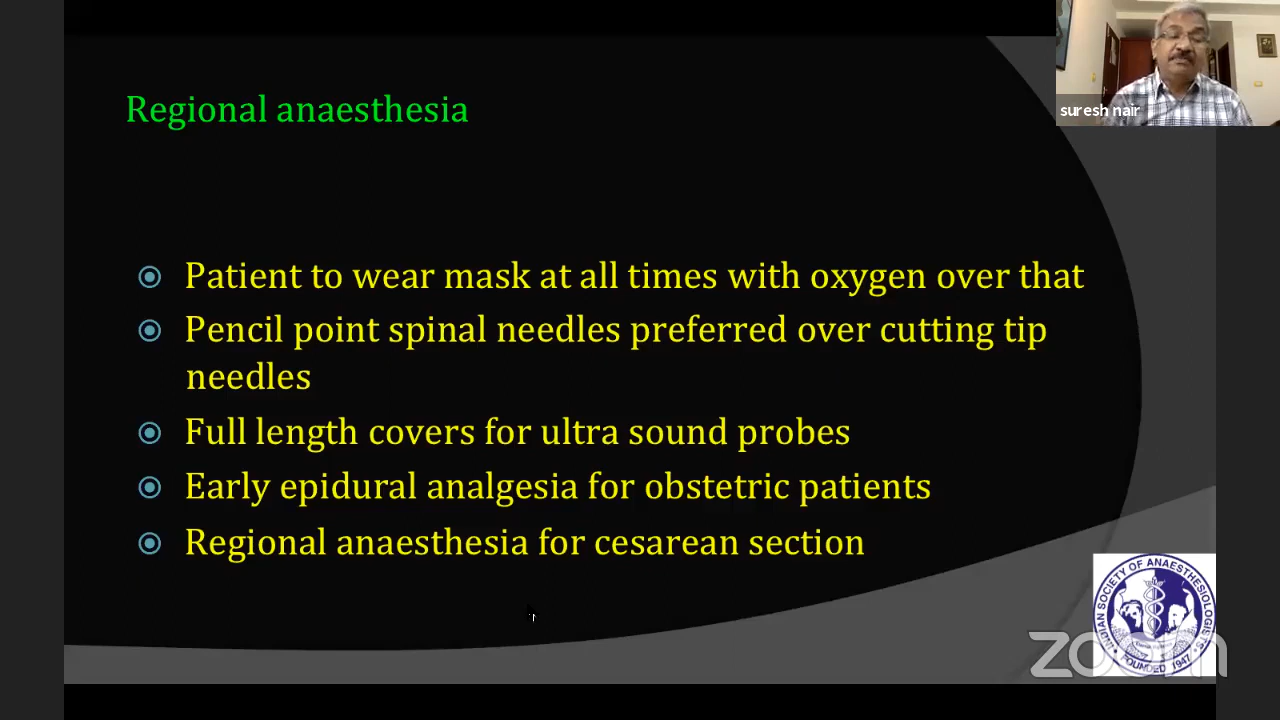 Regional anaesthesia
suresh nair
Patient to wear mask at all times with oxygen over that
Pencil point spinal needles preferred over cutting tip
needles
Full length covers for ultra sound probes
Early epidural analgesia for obstetric patients
Regional anaesthesia for cesarean section
INDIAN SOCIETY OF ANAESTHESIOLOGISTS
FOUNDED 1947
zoom